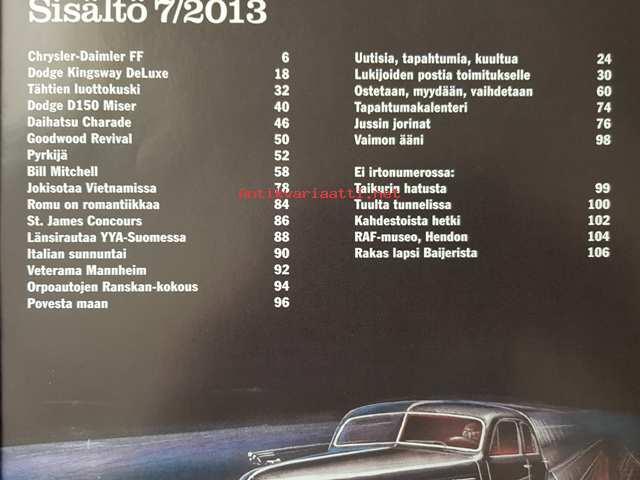 Sisältö 7/2013
Chrysler-Daimler FF 6
Dodge Kingsway DeLuxe 18
Tähtien luottokuski 32
Dodge D150 Miser 40
Daihatsu Charade 46
Goodwood Revival 50
Pyrkijä 52
Bill Mitchell 58
Jokisotaa Vietnamissa 78
Romu on romantiikkaa 84
St. James Concours 86
Länsirautaa YYA-Suomessa 88
Italian sunnuntai 90
Veterama Mannheim 92
Orpoautojen Ranskan-kokous 94
Povesta maan 96
Uutisia, tapahtumia, kuultua 24
Lukijoiden postia toimitukselle 30
Ostetaan, myydään, vaihdetaan 60
Tapahtumakalenteri 74
Jussin jorinat 76
Vaimon ääni 98
Ei irtonumerossa:
Taikurin hatusta 99
Tuulta tunnelissa 100
Kahdestoista hetki 102
RAF-museo, Hendon 104
Rakas lapsi Baijerista 106
Antikvariaatti.net